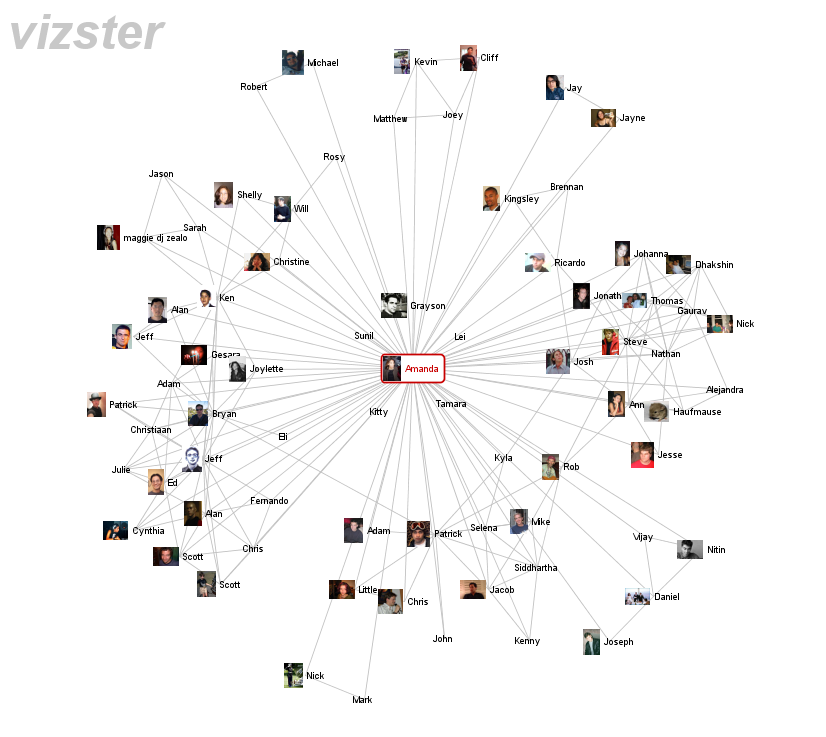 vizster
Michael
Kevin
Cliff
Robert
Jay
Matthew
Joey
Jayne
Rosy
Jason
Shelly
Will
Kingsley
Brennan
Sarah
maggie dj zealo
Christine
Ricardo
Johanna
Dhakshin
Ken
Alan
Grayson
Jonath
Thomas
Gaurav
Nick
Jeff
Sunil
Lei
Steve
Gesara
Nathan
Joylette
Amanda
Josh
Adam
Alejandra
Patrick
Bryan
Kitty
Tamara
Ann
Haufmause
Christiaan
Eli
Julie
Jeff
Kyla
Rob
Jesse
Ed
Fernando
Cynthia
Alan
Adam
Patrick
Selena
Mike
Vijay
Nitin
Scott
Chris
Siddhartha
Scott
Little
Chris
Jacob
Daniel
John
Kenny
Joseph
Nick
Mark